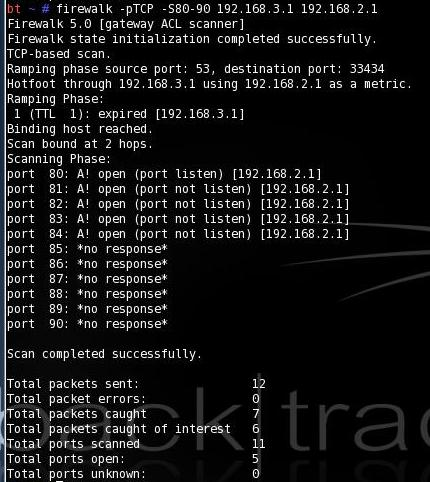 bt ~ # firewalk -pTCP -S80-90 192.168.3.1 192.168.2.1
Firewalk 5.0 [gateway ACL scanner]
Firewalk state initialization completed successfully.
TCP-based scan.
Ramping phase source port: 53, destination port: 33434
Hotfoot through 192.168.3.1 using 192.168.2.1 as a metric.
Ramping Phase:
 1 (TTL  1): expired [192.168.3.1]
Binding host reached.
Scan bound at 2 hops.
Scanning Phase:
port  80: A! open (port listen) [192.168.2.1]
port  81: A! open (port not listen) [192.168.2.1]
port  82: A! open (port not listen) [192.168.2.1]
port  83: A! open (port not listen) [192.168.2.1]
port  84: A! open (port not listen) [192.168.2.1]
port  85: *no response*
port  86: *no response*
port  87: *no response*
port  88: *no response*
port  89: *no response*
port  90: *no response*
Scan completed successfully.
Total packets sent:                12
Total packet errors:               0
Total packets caught               7
Total packets caught of interest   6
Total ports scanned                11
Total ports open:                  5
Total ports unknown:               0
back|trac